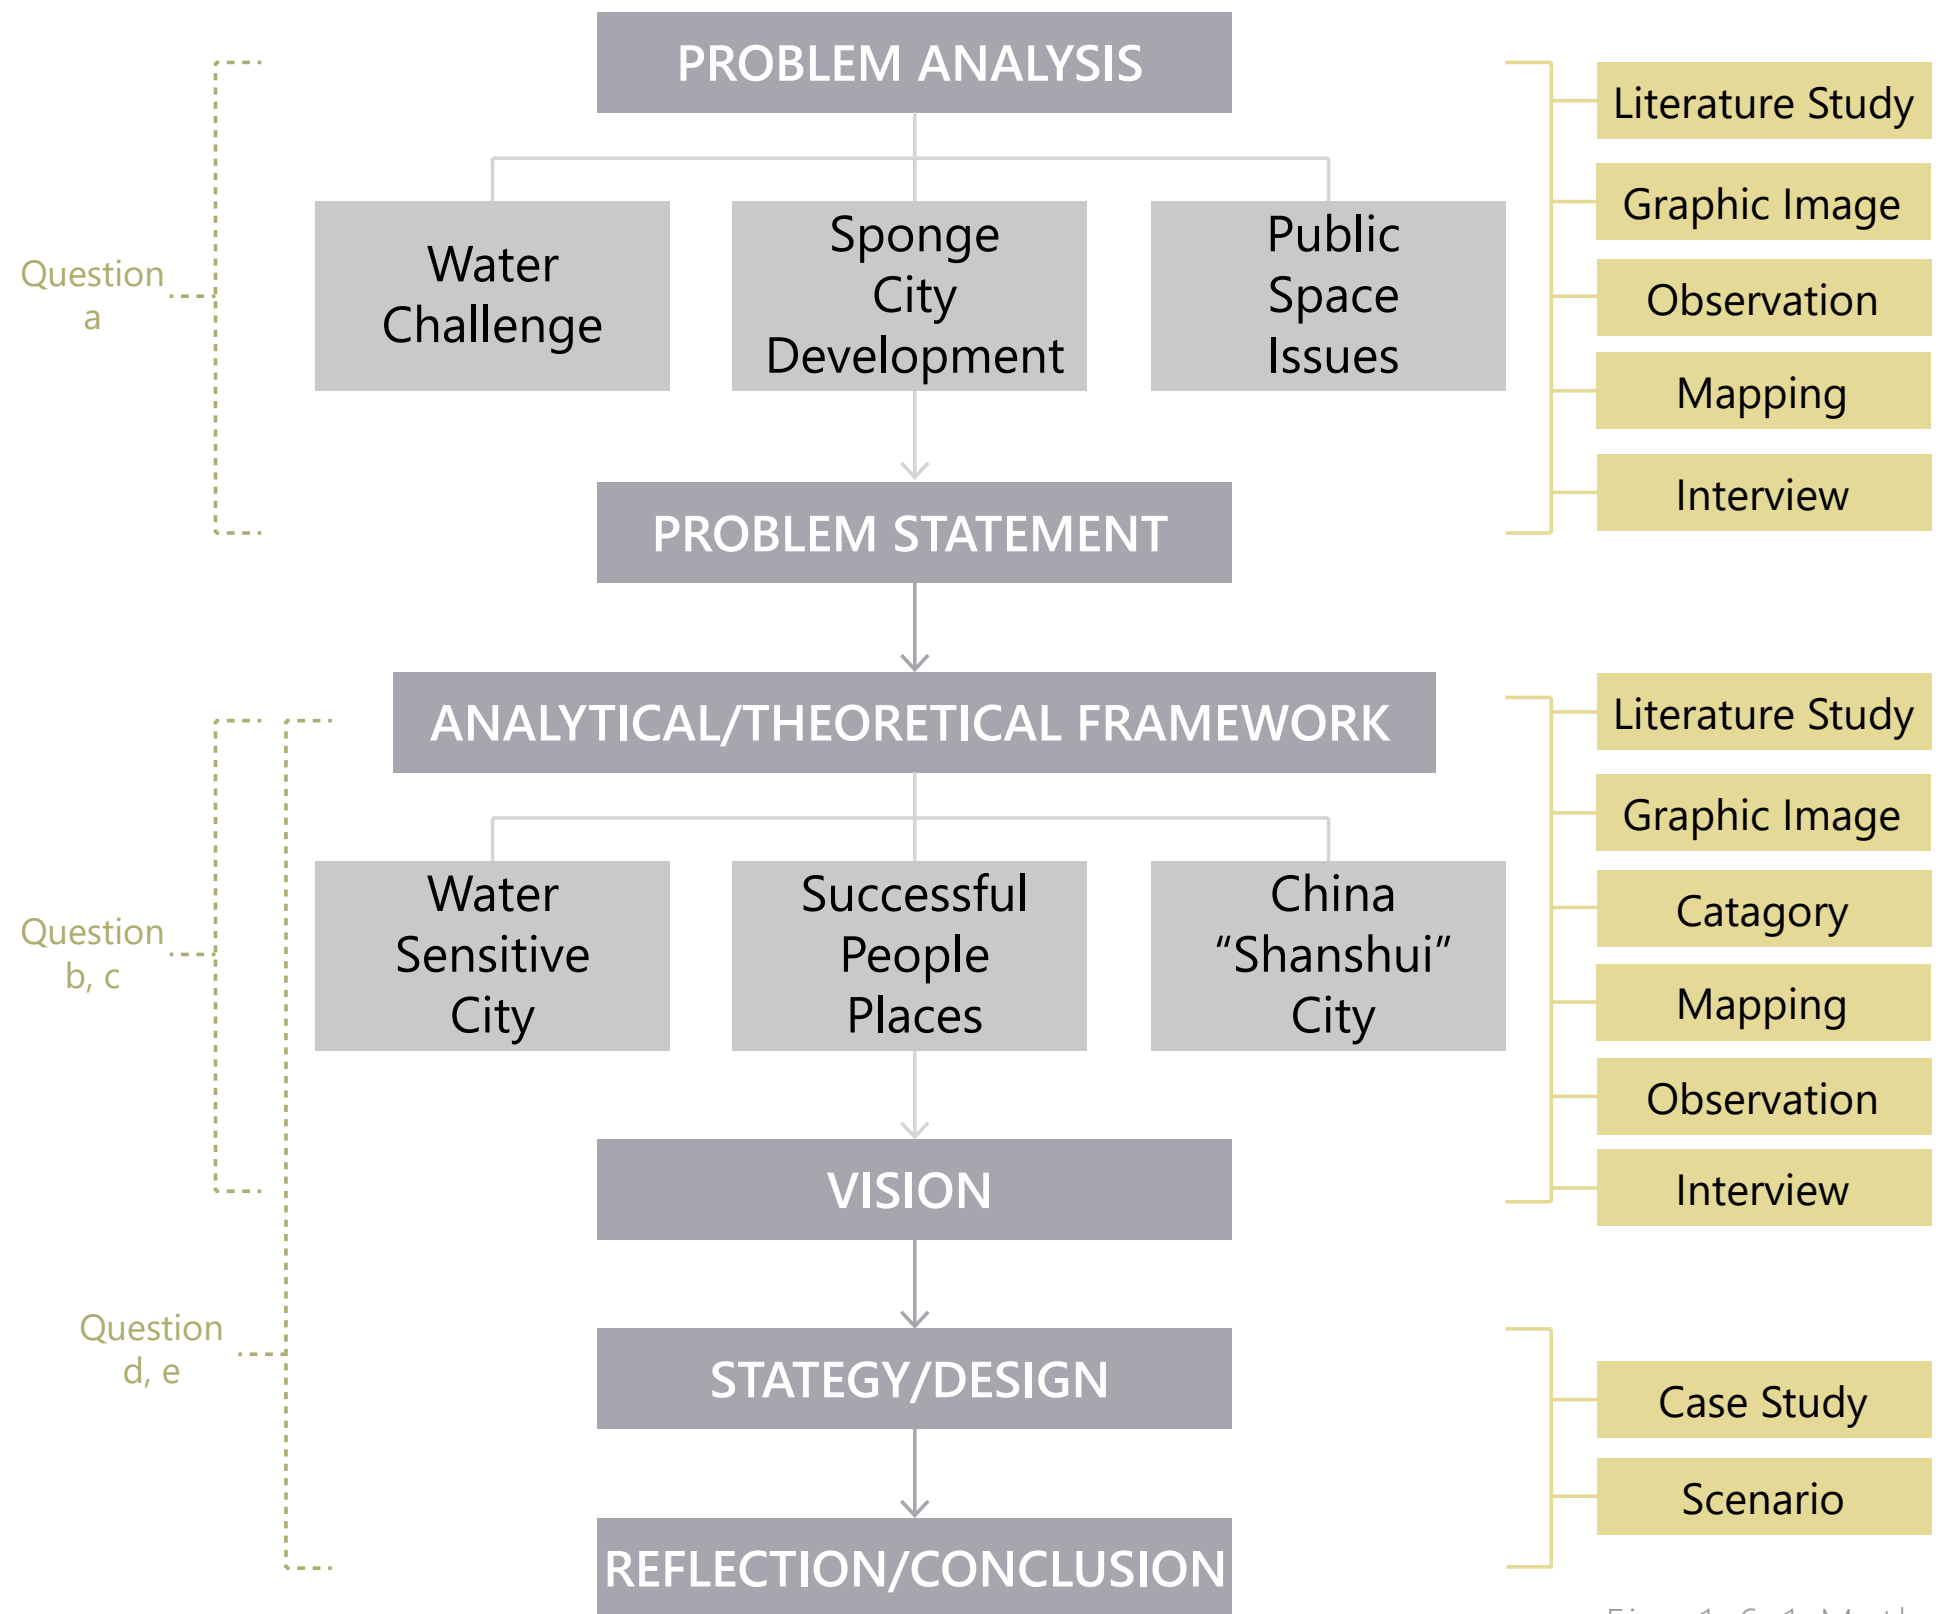 PROBLEM ANALYSIS
Literature Study
Graphic Image
Observation
Mapping
Interview
Question
a
Water
Challenge
Sponge
City
Development
Public
Space
Issues
PROBLEM STATEMENT
ANALYTICAL/THEORETICAL FRAMEWORK
Literature Study
Graphic Image
Catagory
Mapping
Observation
Interview
Question
b, c
Water
Sensitive
City
Successful
People
Places
China
“Shanshui”
City
VISION
Question
d, e
STATEGY/DESIGN
Case Study
Scenario
REFLECTION/CONCLUSION